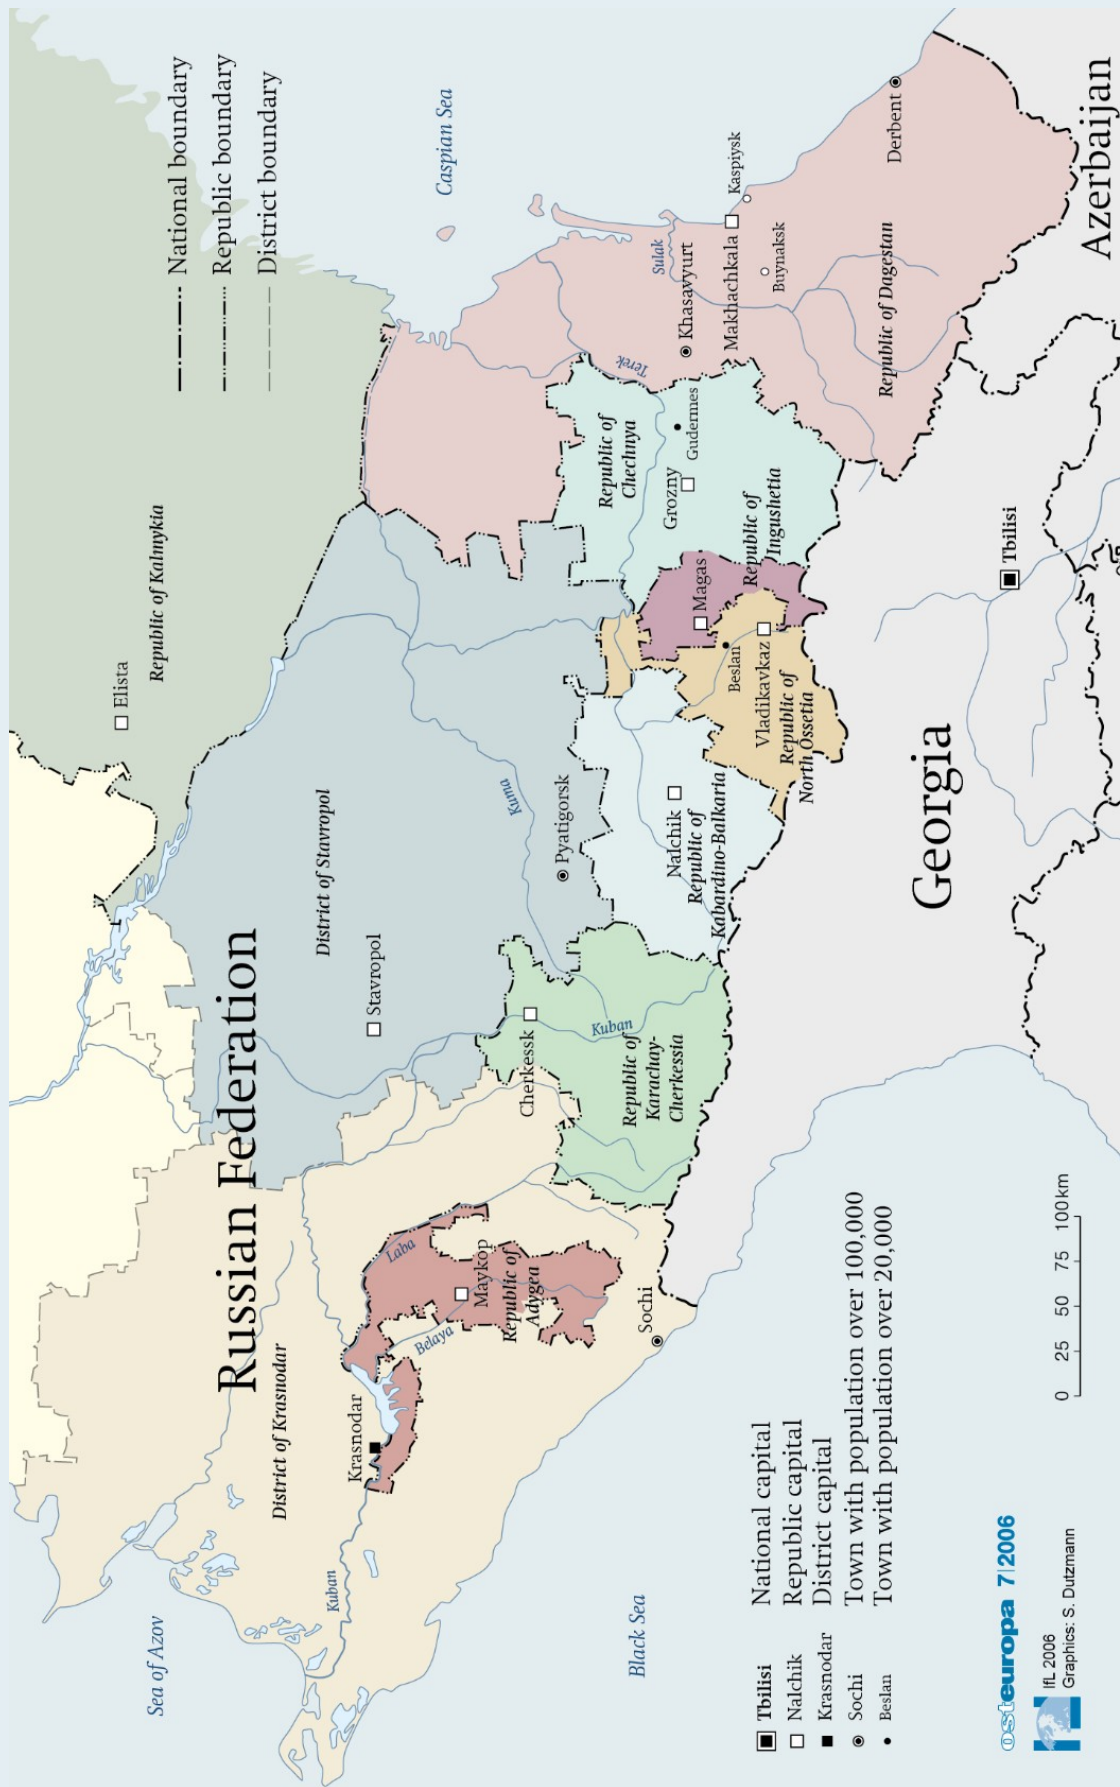 Russian Federation
Georgia
Azerbaijan
National boundary
Republic boundary
District boundary
Sea of Azov
Black Sea
Caspian Sea
District of Krasnodar
District of Stavropol
Republic of Kalmykia
Elista
Stavropol
Krasnodar
Kuban
Laba
Belaya
Maykop
Republic of
Adygea
Sochi
Cherkessk
Kuban
Republic of
Karachay-
Cherkessia
Kuma
Pyatigorsk
Nalchik
Republic of
Kabardino-Balkaria
Beslan
Vladikavkaz
Republic of
North Ossetia
Magas
Republic of
Ingushetia
Republic of
Chechnya
Grozny
Gudermes
Terek
Khasavyurt
Sulak
Makhachkala
Kaspiysk
Buynaksk
Republic of Dagestan
Derbent
Tbilisi
Tbilisi National capital
Nalchik Republic capital
Krasnodar District capital
Sochi Town with population over 100,000
Beslan Town with population over 20,000
0 25 50 75 100 km
osteuropa 7|2006
IfL 2006
Graphics: S. Dutzmann